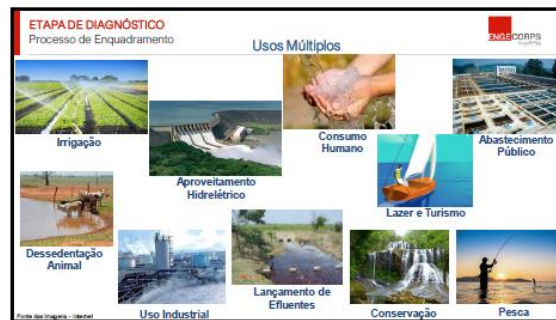 ETAPA DE DIAGNÓSTICO
Processo de Enquadramento
ENGECORPS
Usos Múltiplos
Irrigação
Aproveitamento
Hidrelétrico
Consumo
Humano
Abastecimento
Público
Dessedentação
Animal
Uso Industrial
Lançamento de
Efluentes
Lazer e Turismo
Conservação
Pesca
Fonte das Imagens – Internet